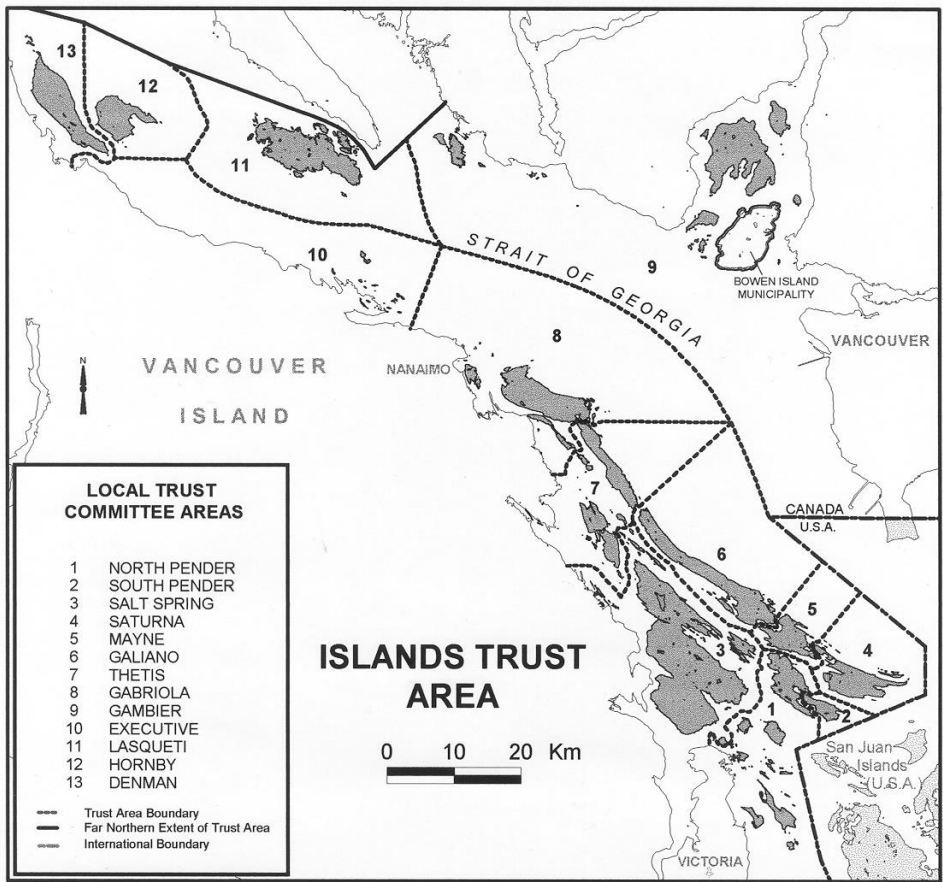 13
12
11
10
STRAIT OF GEORGIA
9
BOWEN ISLAND
MUNICIPALITY
8
VANCOUVER
N
VANCOUVER
ISLAND
NANAIMO
7
CANADA
U.S.A.
6
5
4
3
1
2
LOCAL TRUST
COMMITTEE AREAS
1 NORTH PENDER
2 SOUTH PENDER
3 SALT SPRING
4 SATURNA
5 MAYNE
6 GALIANO
7 THETIS
8 GABRIOLA
9 GAMBIER
10 EXECUTIVE
11 LASQUETI
12 HORNBY
13 DENMAN
Trust Area Boundary
Far Northern Extent of Trust Area
International Boundary
ISLANDS TRUST
AREA
0 10 20 Km
San Juan
Islands
(U.S.A.)
VICTORIA